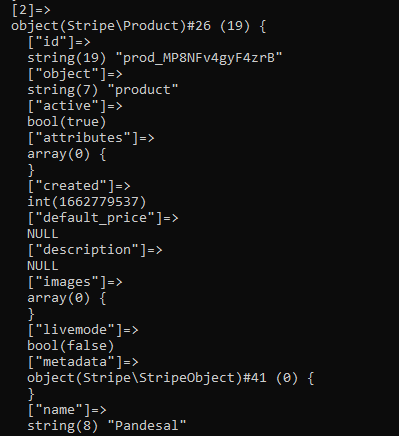 [2]=>
object(Stripe\Product)#26 (19) {
["id"]=>
string(19) "prod_MP8NFv4gyF4zrB"
["object"]=>
string(7) "product"
["active"]=>
bool(true)
["attributes"]=>
array(0) {
}
["created"]=>
int(1662779537)
["default_price"]=>
NULL
["description"]=>
NULL
["images"]=>
array(0) {
}
["livemode"]=>
bool(false)
["metadata"]=>
object(Stripe\StripeObject)#41 (0) {
}
["name"]=>
string(8) "Pandesal"